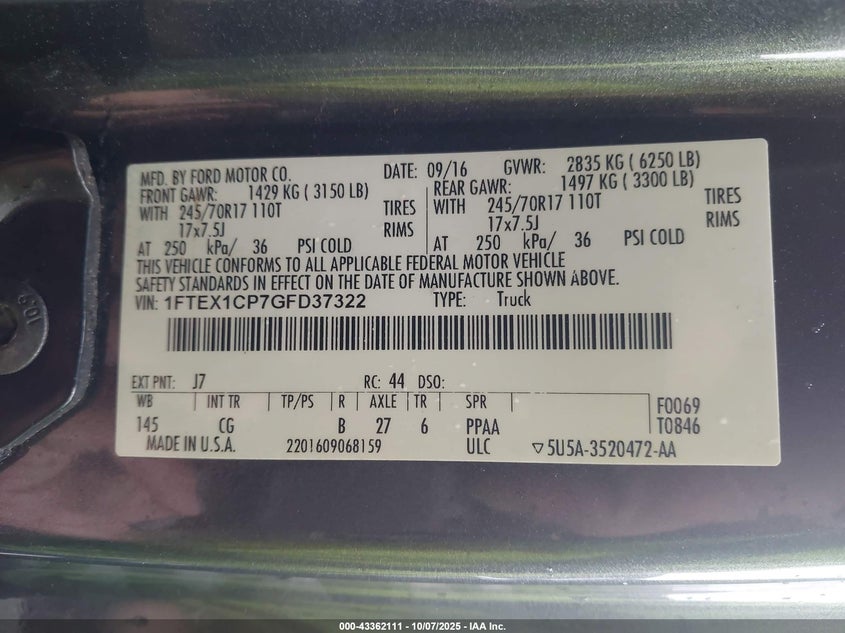 MFD. BY FORD MOTOR CO. DATE: 09/16 GVWR: 2835 KG ( 6250 LB)
FRONT GAWR: 1429 KG ( 3150 LB) REAR GAWR: 1497 KG ( 3300 LB)
WITH 245/70R17 110T TIRES WITH 245/70R17 110T TIRES
17x7.5J RIMS 17x7.5J RIMS
AT 250 kPa/ 36 PSI COLD AT 250 kPa/ 36 PSI COLD
THIS VEHICLE CONFORMS TO ALL APPLICABLE FEDERAL MOTOR VEHICLE
SAFETY STANDARDS IN EFFECT ON THE DATE OF MANUFACTURE SHOWN ABOVE.
VIN: 1FTEX1CP7GFD37322 TYPE: Truck
EXT PNT: J7 RC: 44 DSO:
WB INT TR TP/PS R AXLE TR SPR F0069
145 CG B 27 6 PPAA T0846
MADE IN U.S.A. 2201609068159 ULC ▽5U5A-3520472-AA
10.9
000-43362111 - 10/07/2025 - IAA Inc.